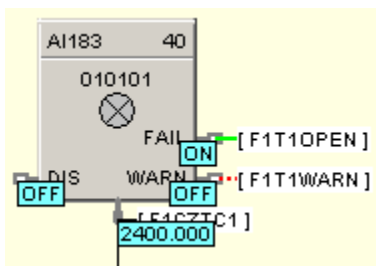 AI183 40
010101
FAIL [ F1T1OPEN ]
ON
DIS WARN [ F1T1WARN ]
OFF OFF
2400.000